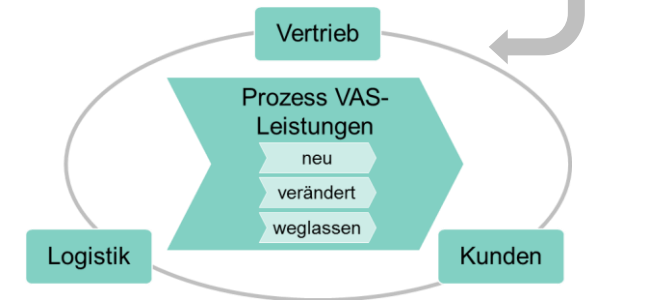 Vertrieb
Prozess VAS-
Leistungen
neu
verändert
weglassen
Logistik
Kunden